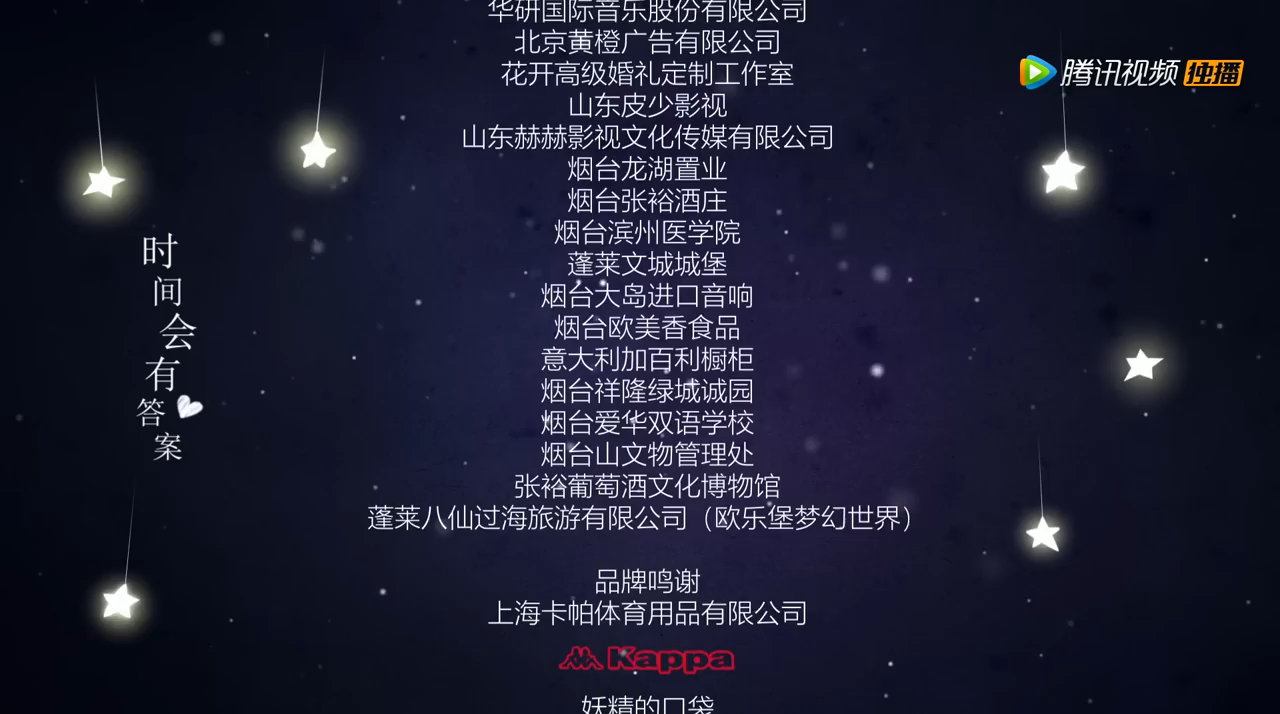 华研国际音乐股份有限公司
北京黄橙广告有限公司
花开高级婚礼定制工作室
山东皮少影视
山东赫赫影视文化传媒有限公司
烟台龙湖置业
烟台张裕酒庄
烟台滨州医学院
蓬莱文城城堡
烟台大岛进口音响
烟台欧美香食品
意大利加百利橱柜
烟台祥隆绿城诚园
烟台爱华双语学校
烟台山文物管理处
张裕葡萄酒文化博物馆
蓬莱八仙过海旅游有限公司（欧乐堡梦幻世界）
品牌鸣谢
上海卡帕体育用品有限公司
Kappa
妖精的口袋
腾讯视频 独播
时间会有答案